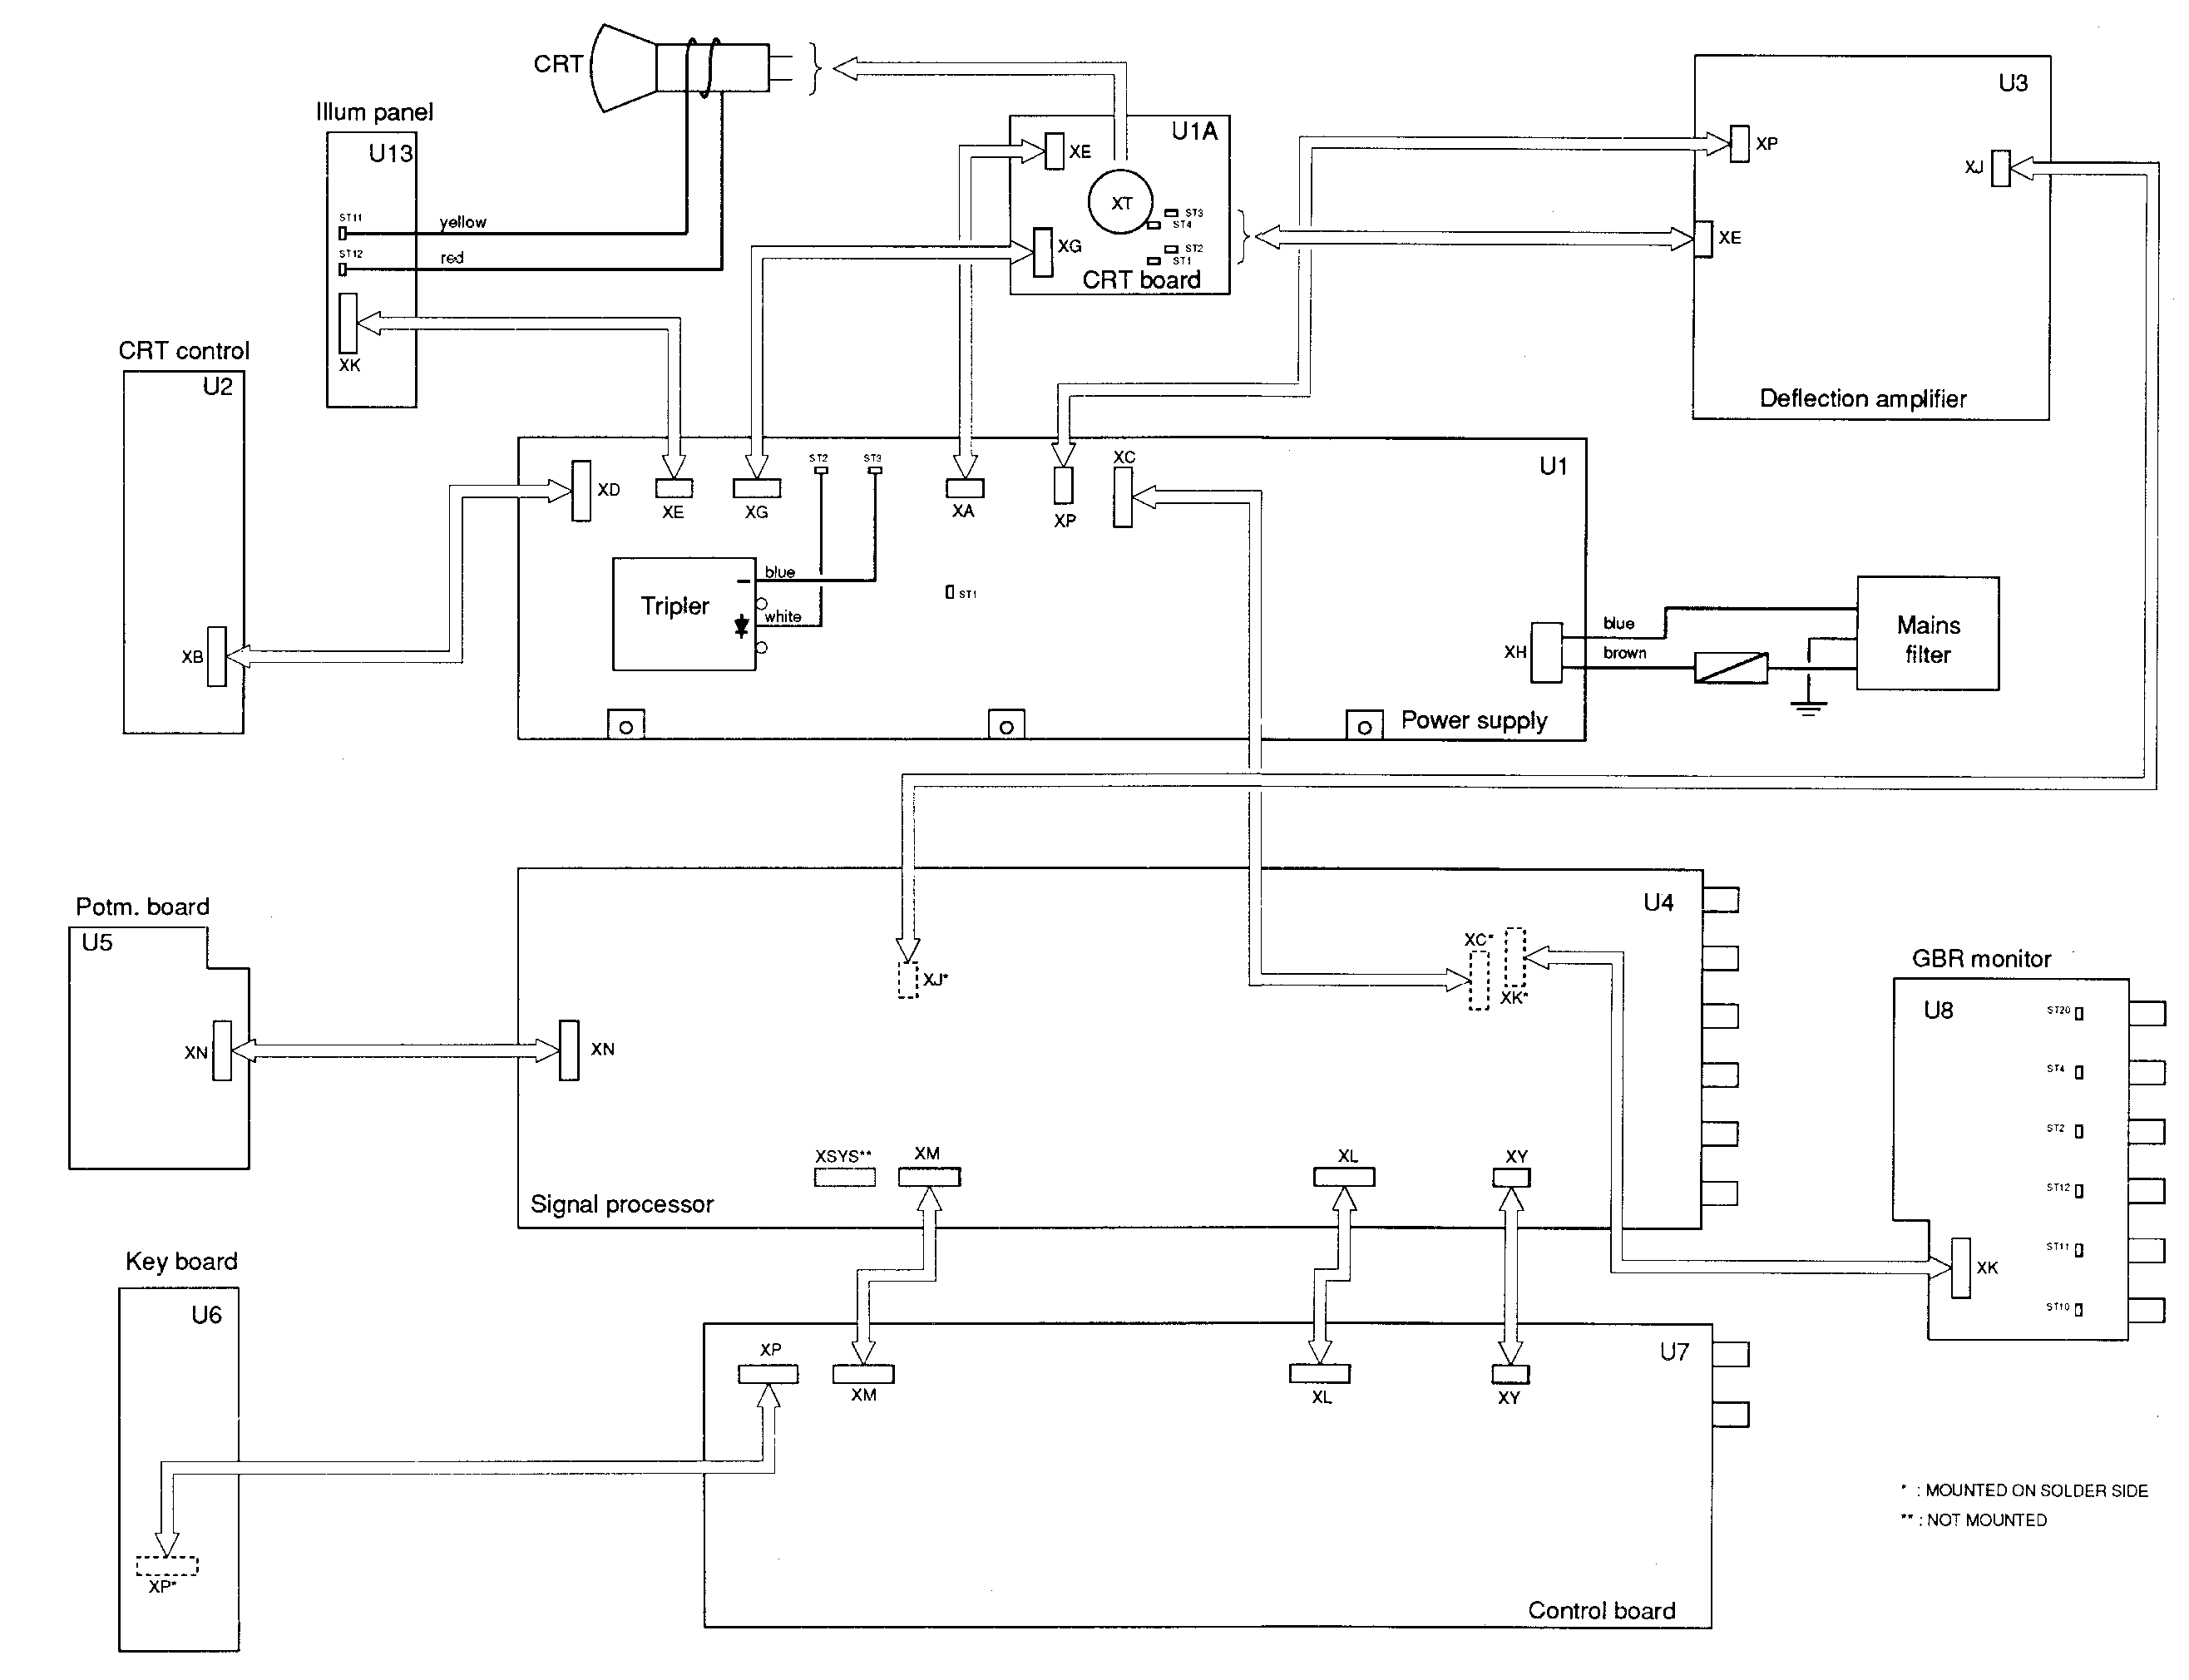 CRT
U3
Illum panel
U13
U1A
XE
XP
XJ
XT
ST3
ST4
ST2
ST1
XG
CRT board
XE
ST11
yellow
ST12
red
XK
CRT control
U2
Deflection amplifier
XD
XE
XG
ST2
ST3
XA
XP
XC
U1
Tripler
blue
white
ST1
XB
XH
blue
brown
Mains
filter
Power supply
Potm. board
U5
U4
XJ*
XC*
XK*
GBR monitor
U8
ST20
ST4
ST2
ST12
ST11
ST10
XK
XN
XN
XSYS**
XM
XL
XY
Signal processor
Key board
U6
XP
XM
XL
XY
U7
XP*
* : MOUNTED ON SOLDER SIDE
** : NOT MOUNTED
Control board